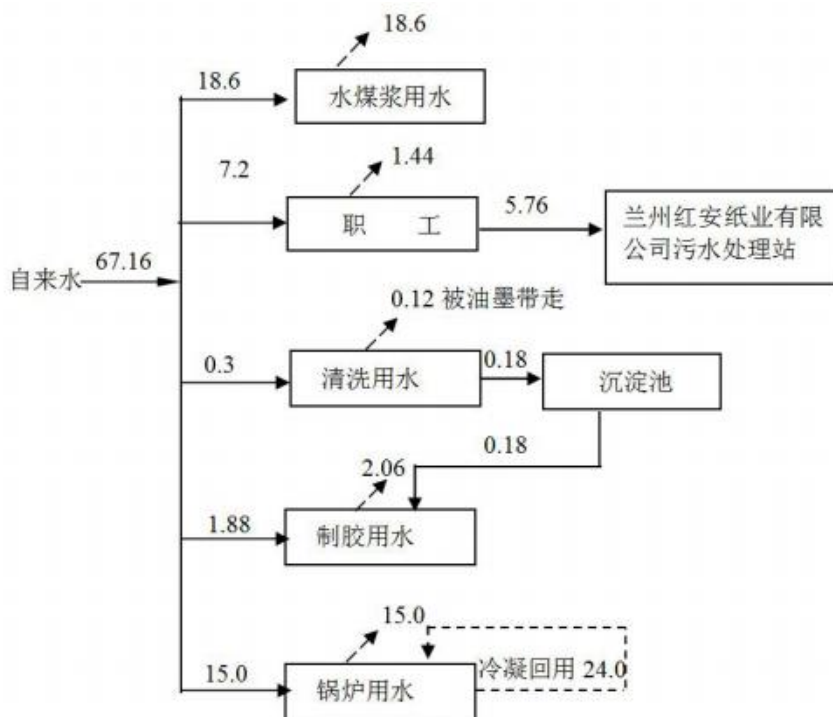 18.6
18.6
水煤浆用水
7.2
1.44
职 工
5.76
兰州红安纸业有限
公司污水处理站
自来水
67.16
0.12 被油墨带走
0.3
清洗用水
0.18
沉淀池
0.18
2.06
1.88
制胶用水
15.0
15.0
锅炉用水
冷凝回用 24.0